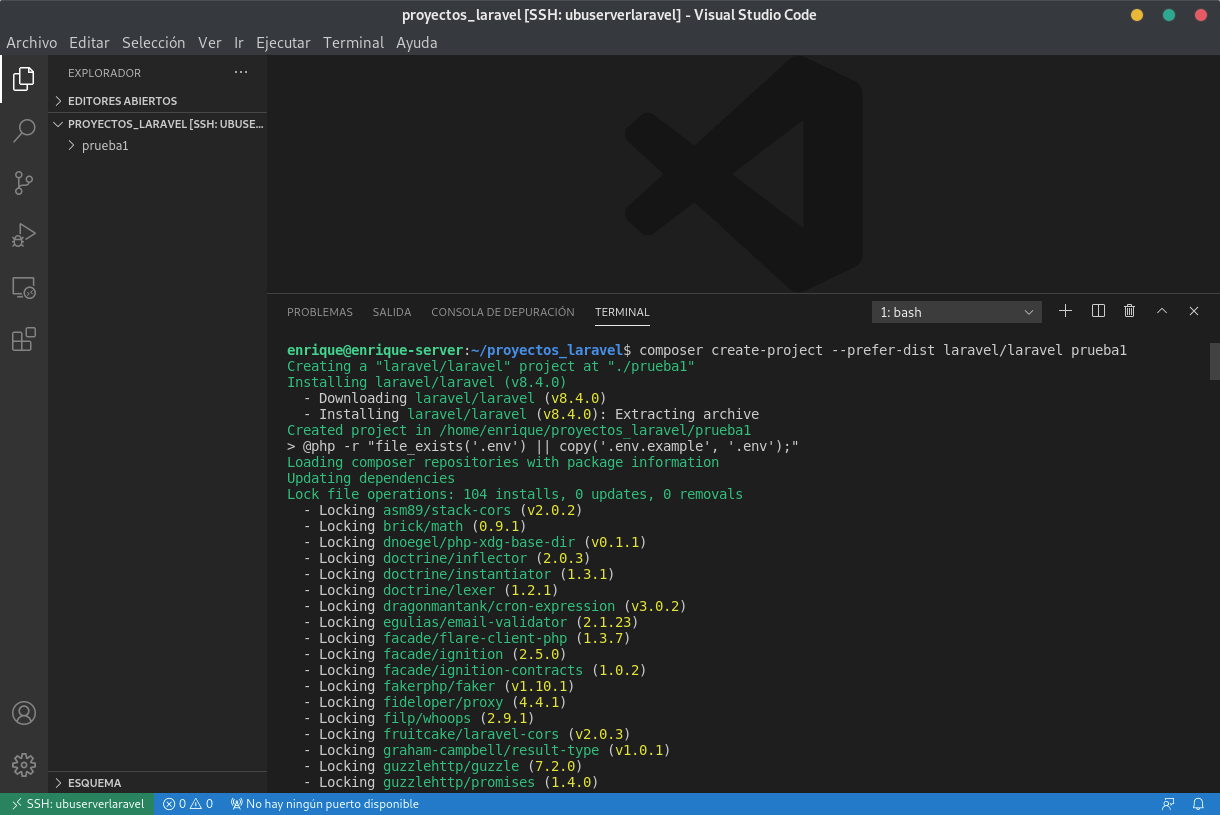 proyectos_laravel [SSH: ubuserverlaravel] - Visual Studio Code
Archivo Editar Selección Ver Ir Ejecutar Terminal Ayuda
EXPLORADOR ···
EDITORES ABIERTOS
PROYECTOS_LARAVEL [SSH: UBUSE...
prueba1
PROBLEMAS SALIDA CONSOLA DE DEPURACIÓN TERMINAL 1: bash
enrique@enrique-server:~/proyectos_laravel$ composer create-project --prefer-dist laravel/laravel prueba1
Creating a "laravel/laravel" project at "./prueba1"
Installing laravel/laravel (v8.4.0)
  - Downloading laravel/laravel (v8.4.0)
  - Installing laravel/laravel (v8.4.0): Extracting archive
Created project in /home/enrique/proyectos_laravel/prueba1
> @php -r "file_exists('.env') || copy('.env.example', '.env');"
Loading composer repositories with package information
Updating dependencies
Lock file operations: 104 installs, 0 updates, 0 removals
  - Locking asm89/stack-cors (v2.0.2)
  - Locking brick/math (0.9.1)
  - Locking dnoegel/php-xdg-base-dir (v0.1.1)
  - Locking doctrine/inflector (2.0.3)
  - Locking doctrine/instantiator (1.3.1)
  - Locking doctrine/lexer (1.2.1)
  - Locking dragonmantank/cron-expression (v3.0.2)
  - Locking egulias/email-validator (2.1.23)
  - Locking facade/flare-client-php (1.3.7)
  - Locking facade/ignition (2.5.0)
  - Locking facade/ignition-contracts (1.0.2)
  - Locking fakerphp/faker (v1.10.1)
  - Locking fideloper/proxy (4.4.1)
  - Locking filp/whoops (2.9.1)
  - Locking fruitcake/laravel-cors (v2.0.3)
  - Locking graham-campbell/result-type (v1.0.1)
  - Locking guzzlehttp/guzzle (7.2.0)
  - Locking guzzlehttp/promises (1.4.0)
ESQUEMA
SSH: ubuserverlaravel 0 0 No hay ningún puerto disponible